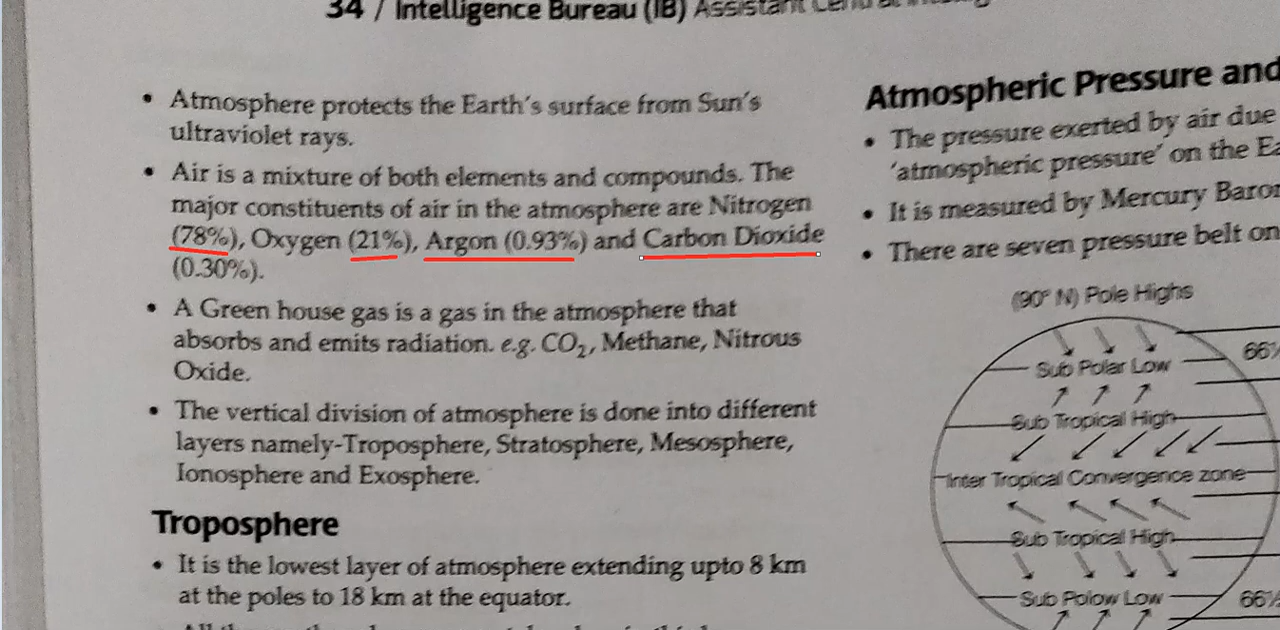 34 / Intelligence Bureau (IB) Assistant Central
• Atmosphere protects the Earth's surface from Sun's
ultraviolet rays.
• Air is a mixture of both elements and compounds. The
major constituents of air in the atmosphere are Nitrogen
(78%), Oxygen (21%), Argon (0.93%) and Carbon Dioxide
(0.30%).
• A Green house gas is a gas in the atmosphere that
absorbs and emits radiation. e.g. CO₂, Methane, Nitrous
Oxide.
• The vertical division of atmosphere is done into different
layers namely-Troposphere, Stratosphere, Mesosphere,
Ionosphere and Exosphere.
Troposphere
• It is the lowest layer of atmosphere extending upto 8 km
at the poles to 18 km at the equator.
Atmospheric Pressure and
• The pressure exerted by air due
'atmospheric pressure' on the
• It is measured by Mercury
• There are seven pressure belt on
(90° N) Pole Highs
Sub Polar Low
Sub Tropical High
Inter Tropical Convergence zone
Sub Tropical High
Sub Polow Low